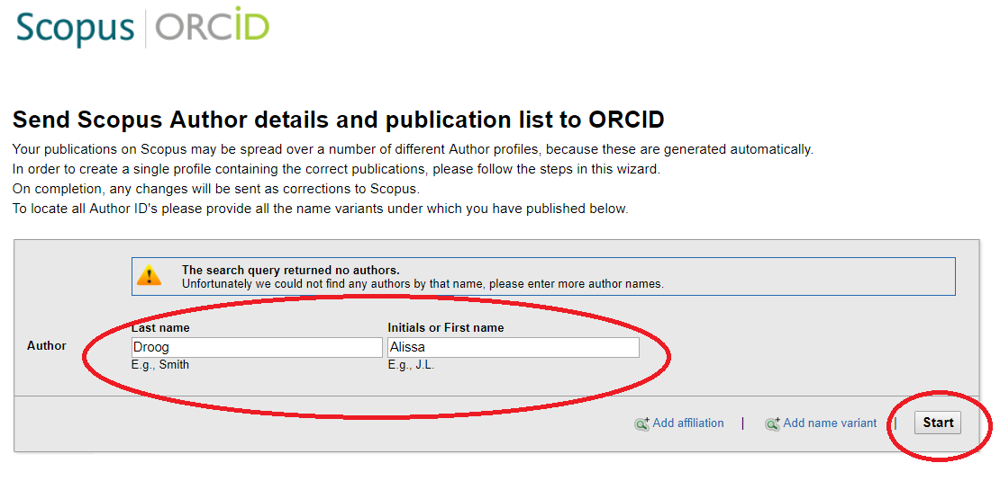 Scopus ORCID
Send Scopus Author details and publication list to ORCID
Your publications on Scopus may be spread over a number of different Author profiles, because these are generated automatically.
In order to create a single profile containing the correct publications, please follow the steps in this wizard.
On completion, any changes will be sent as corrections to Scopus.
To locate all Author ID's please provide all the name variants under which you have published below.
The search query returned no authors.
Unfortunately we could not find any authors by that name, please enter more author names.
Last name Initials or First name
Author Droog Alissa
E.g., Smith E.g., J.L.
Add affiliation | Add name variant | Start